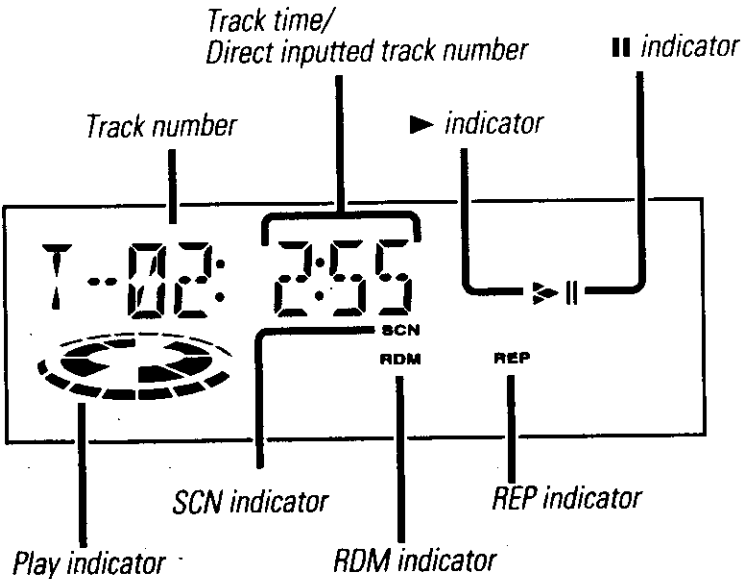 Track time/
Direct inputted track number
II indicator
Track number
► indicator
T--02: 2:55
SCN
RDM REP
SCN indicator
REP indicator
Play indicator
RDM indicator